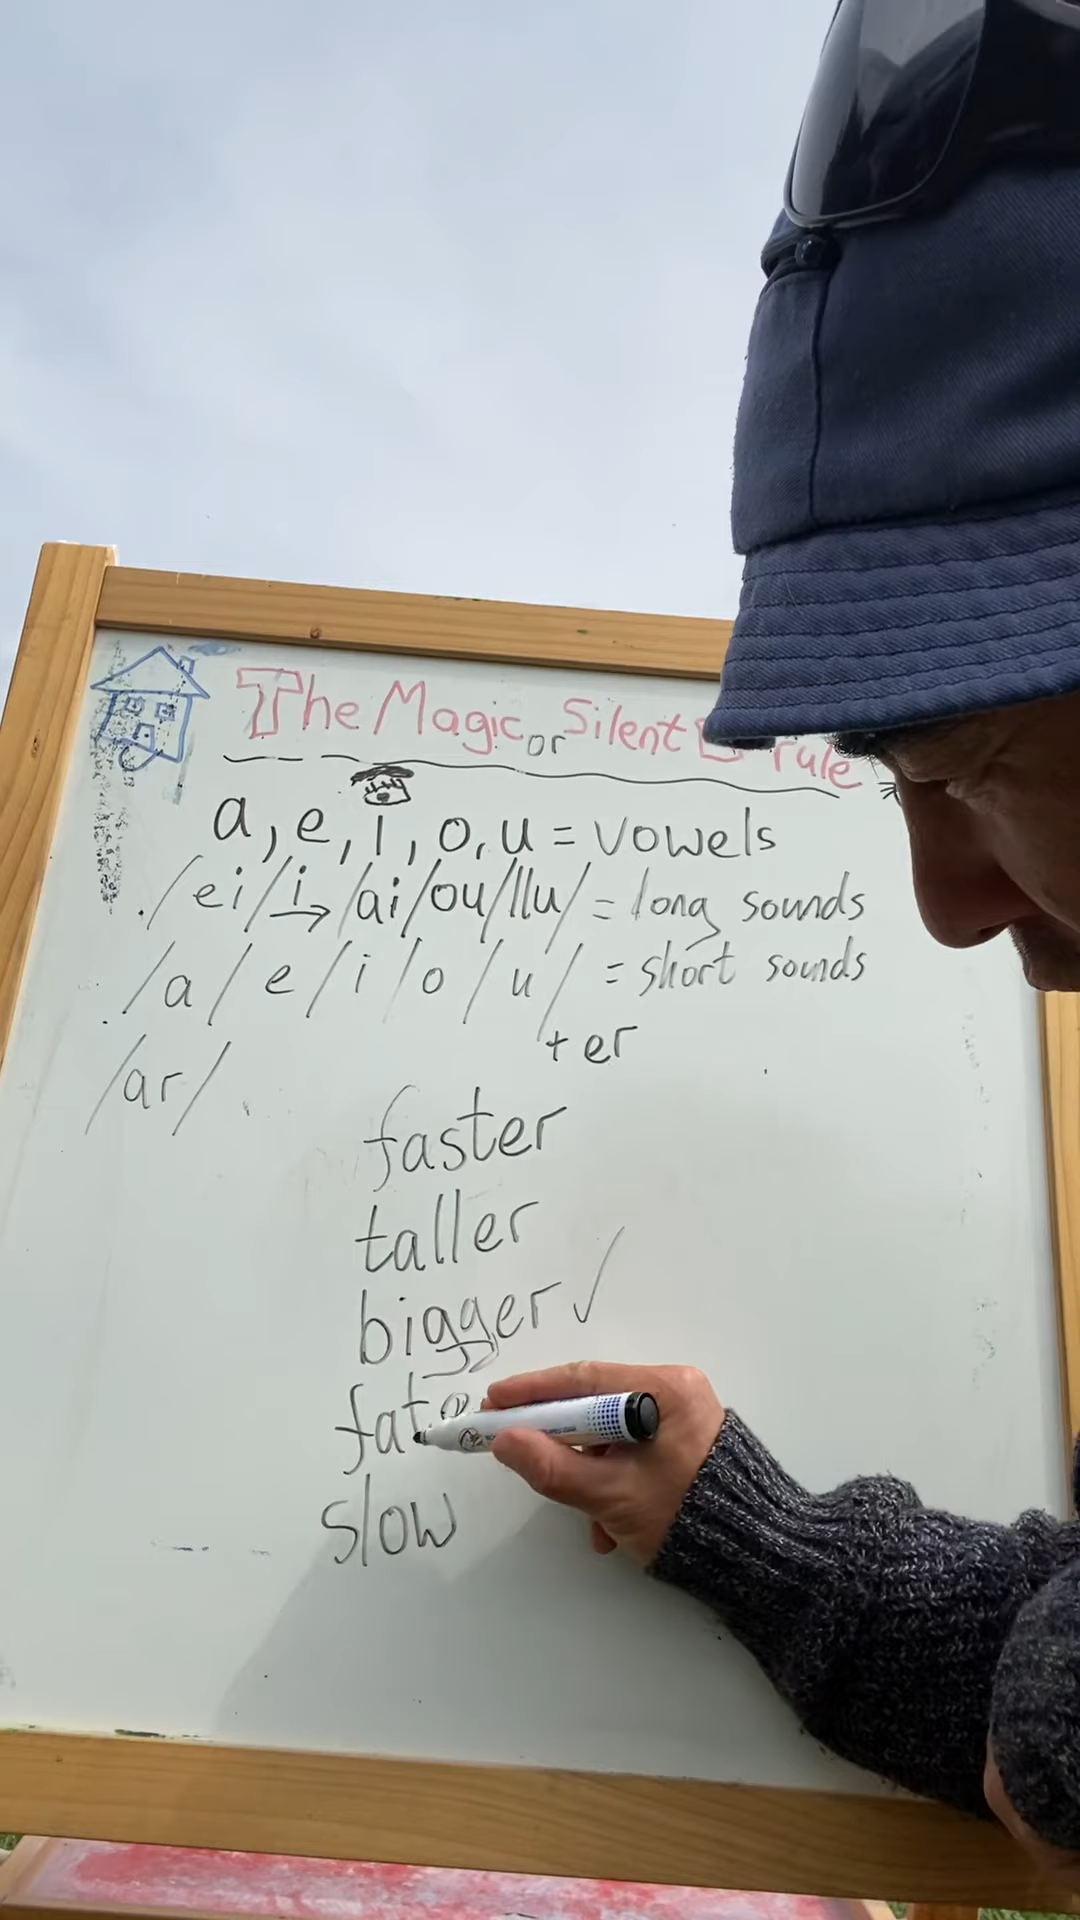 The Magic or Silent E rule
a, e, i, o, u = vowels
/ei/i/ai/ou/llu/ = long sounds
/a/e/i/o/u/ = short sounds
+ er
/ar/
faster
taller
bigger ✓
slow